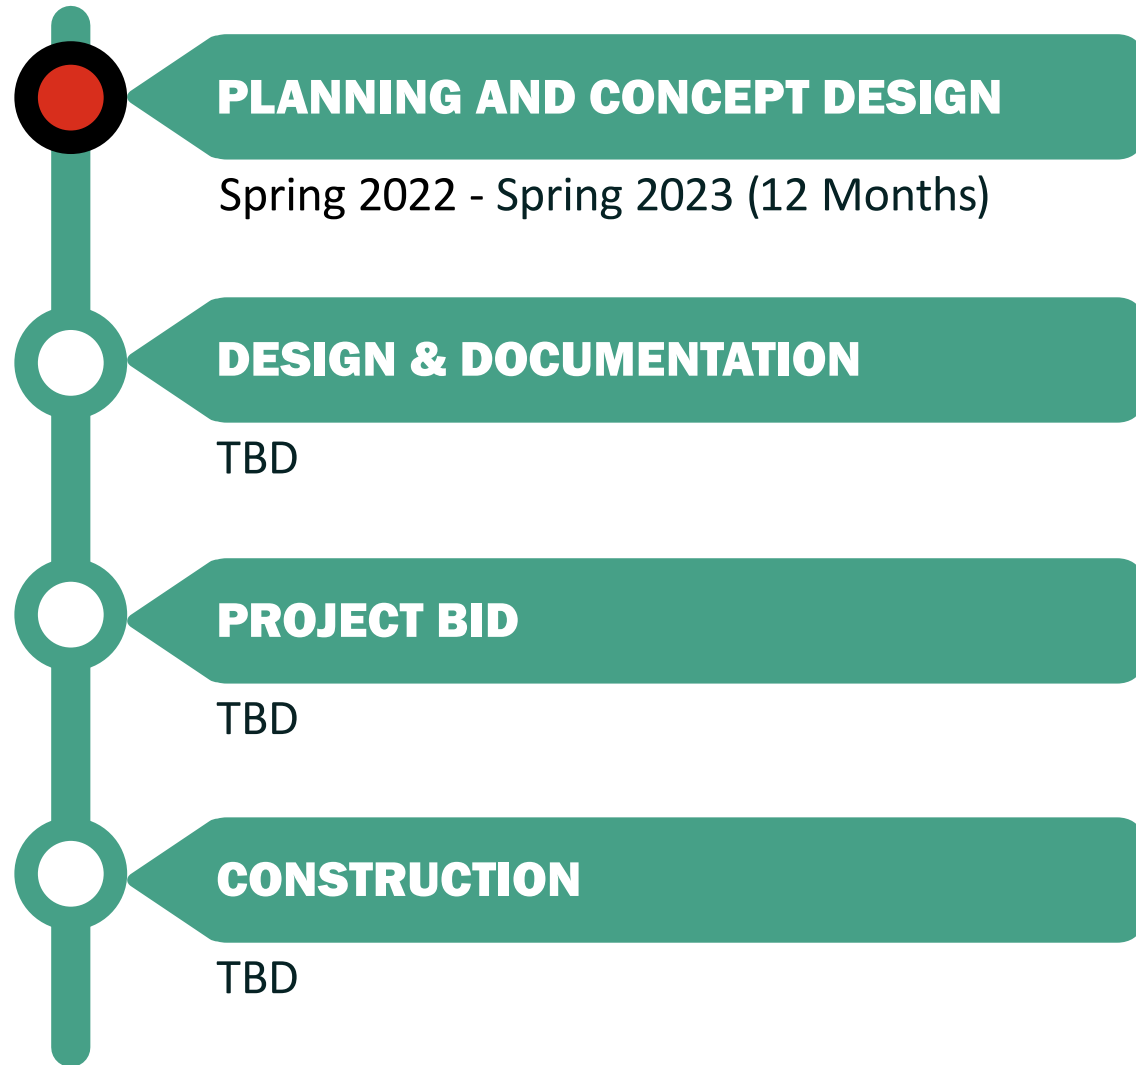 PLANNING AND CONCEPT DESIGN
Spring 2022 - Spring 2023 (12 Months)
DESIGN & DOCUMENTATION
TBD
PROJECT BID
TBD
CONSTRUCTION
TBD